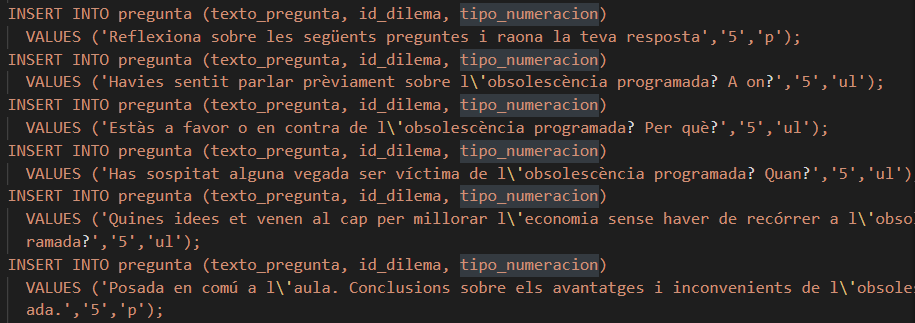 INSERT INTO pregunta (texto_pregunta, id_dilema, tipo_numeracion)
VALUES ('Reflexiona sobre les següents preguntes i raona la teva resposta','5','p');
INSERT INTO pregunta (texto_pregunta, id_dilema, tipo_numeracion)
VALUES ('Havies sentit parlar prèviament sobre l\'obsolescència programada? A on?','5','ul');
INSERT INTO pregunta (texto_pregunta, id_dilema, tipo_numeracion)
VALUES ('Estàs a favor o en contra de l\'obsolescència programada? Per què?','5','ul');
INSERT INTO pregunta (texto_pregunta, id_dilema, tipo_numeracion)
VALUES ('Has sospitat alguna vegada ser víctima de l\'obsolescència programada? Quan?','5','ul')
INSERT INTO pregunta (texto_pregunta, id_dilema, tipo_numeracion)
VALUES ('Quines idees et venen al cap per millorar l\'economia sense haver de recórrer a l\'obsol
ramada?','5','ul');
INSERT INTO pregunta (texto_pregunta, id_dilema, tipo_numeracion)
VALUES ('Posada en comú a l\'aula. Conclusions sobre els avantatges i inconvenients de l\'obsoles
ada.','5','p');